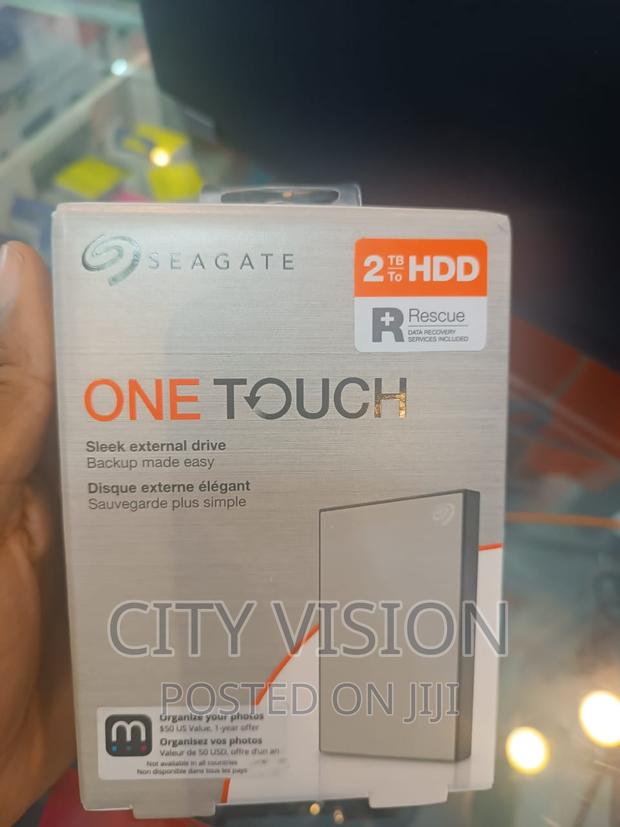 SEAGATE
2 TB To HDD
R Rescue
DATA RECOVERY
SERVICES INCLUDED
ONE TOUCH
Sleek external drive
Backup made easy
Disque externe élégant
Sauvegarde plus simple
CITY VISION
POSTED ON JIJI
m
Organize your photos
$50 US Value, 1-year offer
Organisez vos photos
Valeur de 50 USD, offre d'un an
Not available in all countries
Non disponible dans tous les pays